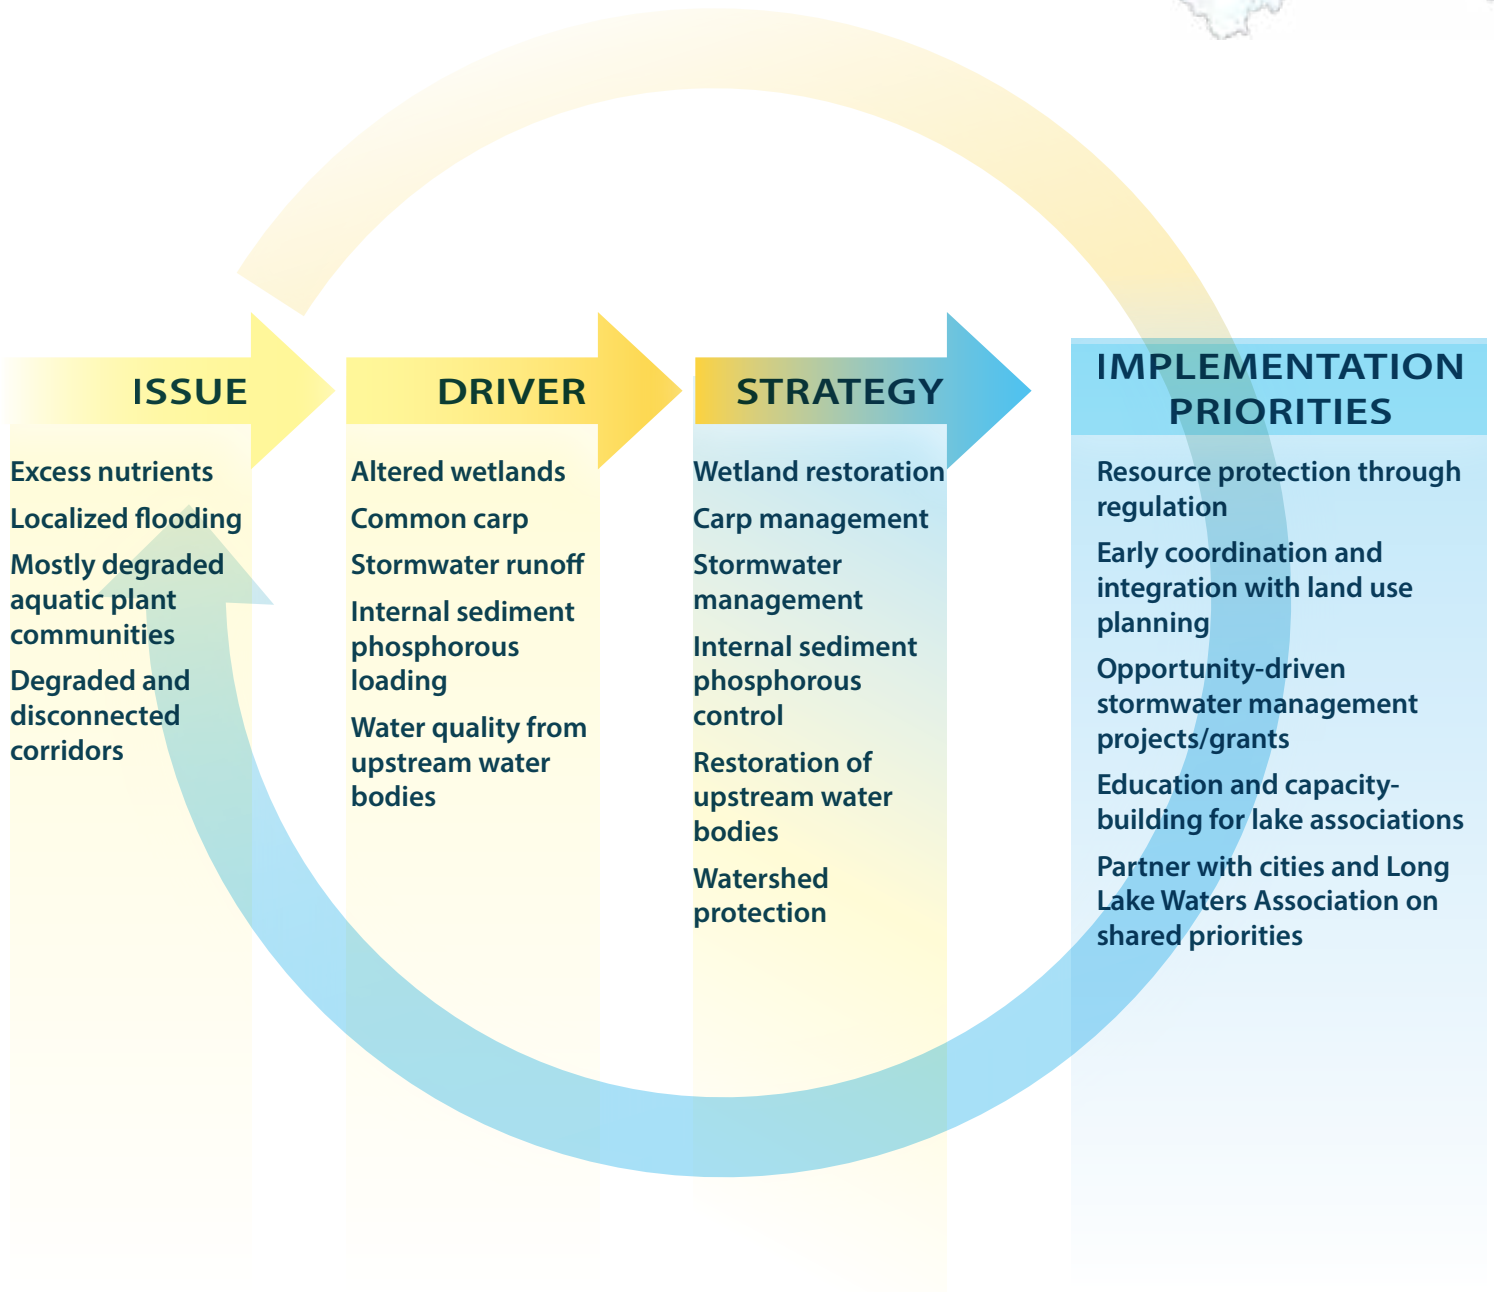 ISSUE
Excess nutrients
Localized flooding
Mostly degraded
aquatic plant
communities
Degraded and
disconnected
corridors
DRIVER
Altered wetlands
Common carp
Stormwater runoff
Internal sediment
phosphorous
loading
Water quality from
upstream water
bodies
STRATEGY
Wetland restoration
Carp management
Stormwater
management
Internal sediment
phosphorous
control
Restoration of
upstream water
bodies
Watershed
protection
IMPLEMENTATION
PRIORITIES
Resource protection through
regulation
Early coordination and
integration with land use
planning
Opportunity-driven
stormwater management
projects/grants
Education and capacity-
building for lake associations
Partner with cities and Long
Lake Waters Association on
shared priorities